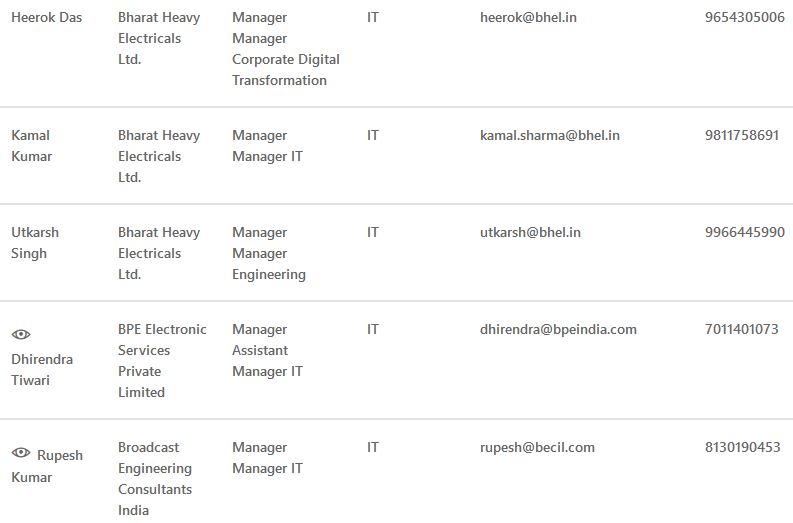 Heerok Das
Bharat Heavy
Electricals
Ltd.
Manager
Manager
Corporate Digital
Transformation
IT
heerok@bhel.in
9654305006
Kamal
Kumar
Bharat Heavy
Electricals
Ltd.
Manager
Manager IT
IT
kamal.sharma@bhel.in
9811758691
Utkarsh
Singh
Bharat Heavy
Electricals
Ltd.
Manager
Manager
Engineering
IT
utkarsh@bhel.in
9966445990
Dhirendra
Tiwari
BPE Electronic
Services
Private
Limited
Manager
Assistant
Manager IT
IT
dhirendra@bpeindia.com
7011401073
Rupesh
Kumar
Broadcast
Engineering
Consultants
India
Manager
Manager IT
IT
rupesh@becil.com
8130190453